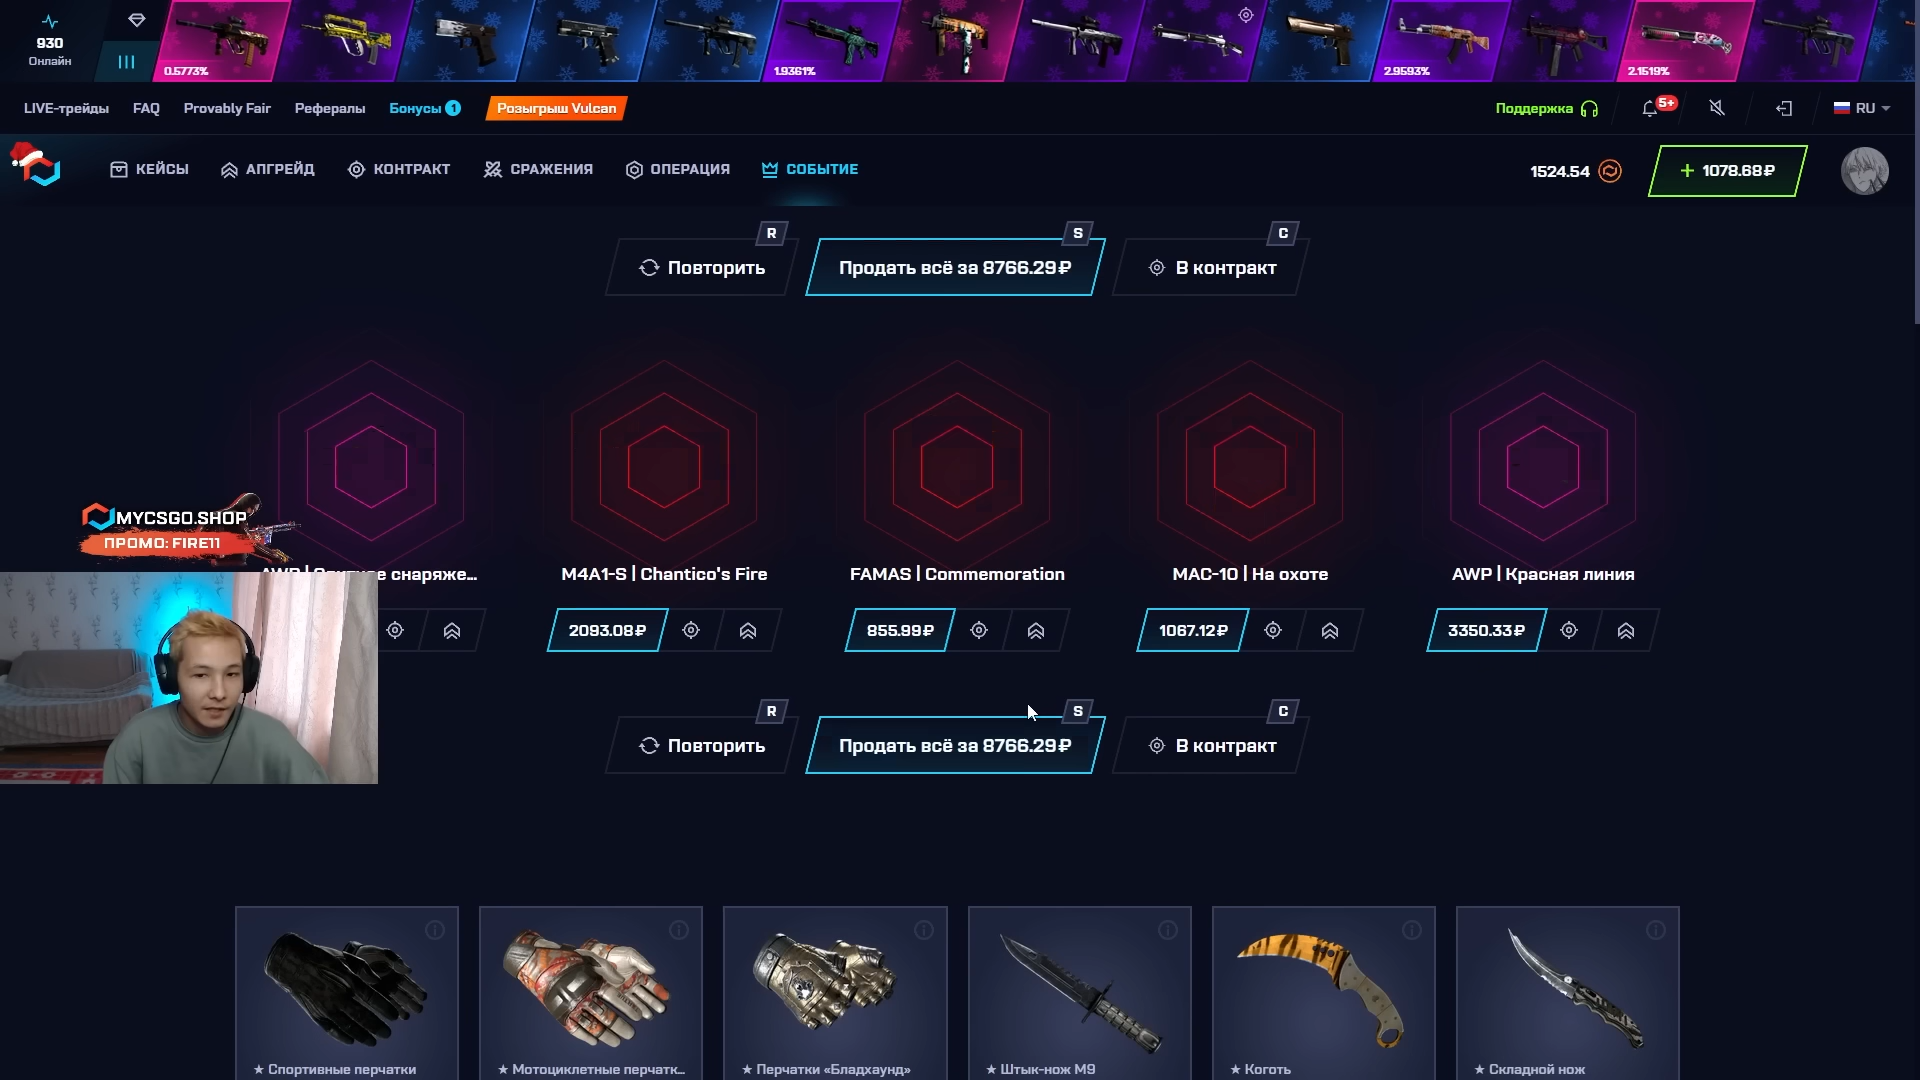 930
Онлайн
0.5773%
1.9361%
2.9593%
2.1519%
LIVE-трейды
FAQ
Provably Fair
Рефералы
Бонусы 1
Розыгрыш Vulcan
Поддержка
5+
RU
КЕЙСЫ
АПГРЕЙД
КОНТРАКТ
СРАЖЕНИЯ
ОПЕРАЦИЯ
СОБЫТИЕ
1524.54
+ 1078.68₽
R
S
C
Повторить
Продать всё за 8766.29₽
В контракт
MYCSGO.SHOP
ПРОМО: FIRE11
AWP | снаряже...
M4A1-S | Chantico's Fire
FAMAS | Commemoration
MAC-10 | На охоте
AWP | Красная линия
2093.08₽
855.99₽
1067.12₽
3350.33₽
R
S
C
Повторить
Продать всё за 8766.29₽
В контракт
★ Спортивные перчатки
★ Мотоциклетные перчатк...
★ Перчатки «Бладхаунд»
★ Штык-нож M9
★ Коготь
★ Складной нож